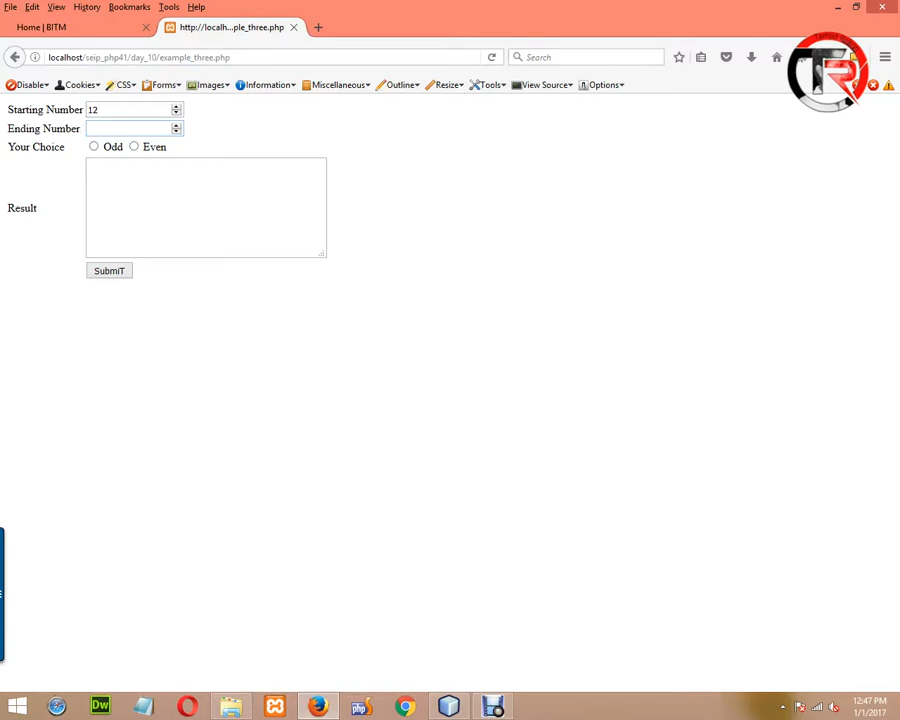 File Edit View History Bookmarks Tools Help
Home | BITM
http://localh...ple_three.php
localhost/seip_php41/day_10/example_three.php
Search
Disable Cookies CSS Forms Images Information Miscellaneous Outline Resize Tools View Source Options
Starting Number 12
Ending Number
Your Choice Odd Even
Result
SubmiT
Dw
php
12:47 PM
1/1/2017